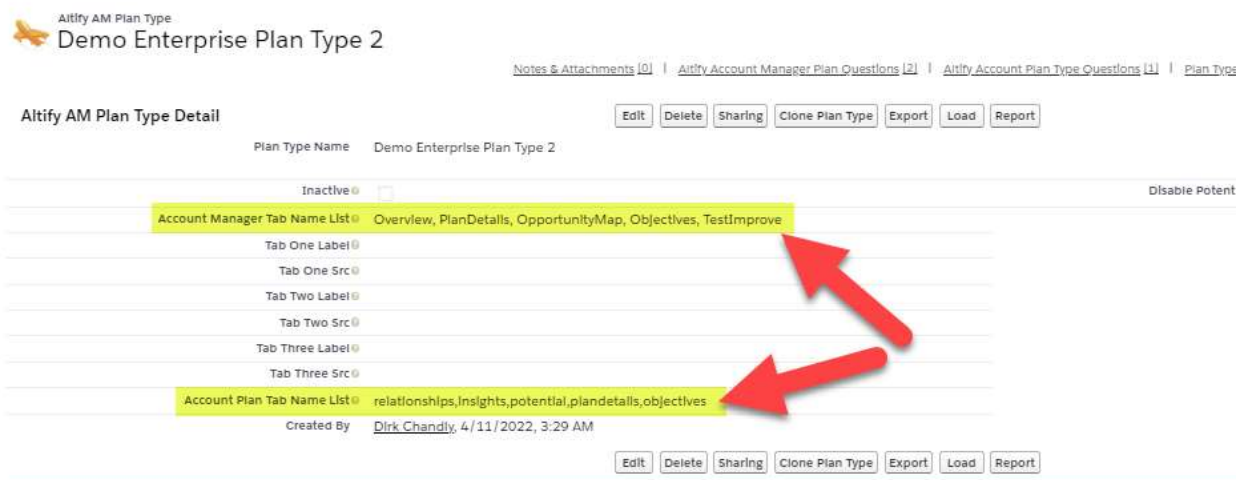 Altify AM Plan Type
Demo Enterprise Plan Type 2
Notes & Attachments [0] | Altify Account Manager Plan Questions [2] | Altify Account Plan Type Questions [1] | Plan Type
Altify AM Plan Type Detail
Edit Delete Sharing Clone Plan Type Export Load Report
Plan Type Name Demo Enterprise Plan Type 2
Inactive Disable Potent
Account Manager Tab Name List Overview, PlanDetails, OpportunityMap, Objectives, TestImprove
Tab One Label
Tab One Src
Tab Two Label
Tab Two Src
Tab Three Label
Tab Three Src
Account Plan Tab Name List relationships,insights,potential,plandetails,objectives
Created By Dirk Chandly, 4/11/2022, 3:29 AM
Edit Delete Sharing Clone Plan Type Export Load Report